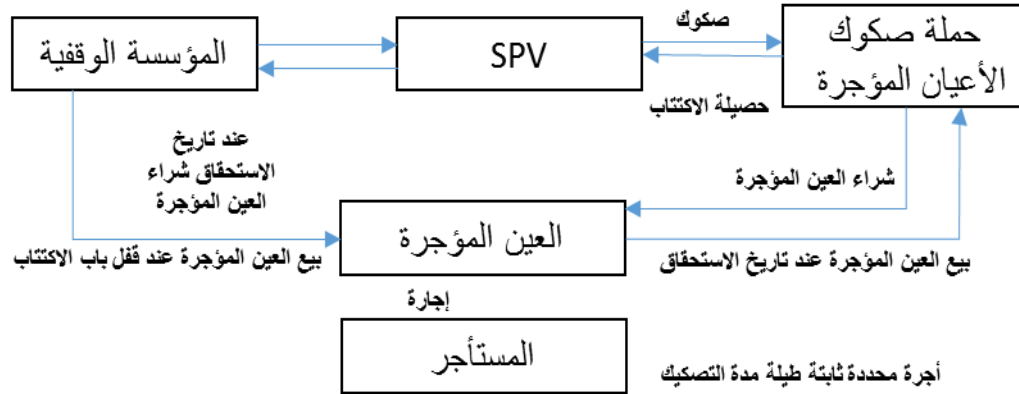 حملة صكوك
الأعيان المؤجرة
صكوك
SPV
المؤسسة الوقفية
حصيلة الاكتتاب
عند تاريخ
الاستحقاق شراء
العين المؤجرة
شراء العين المؤجرة
العين المؤجرة
بيع العين المؤجرة عند تاريخ الاستحقاق
بيع العين المؤجرة عند قفل باب الاكتتاب
إجارة
المستأجر
أجرة محددة ثابتة طيلة مدة التصكيك